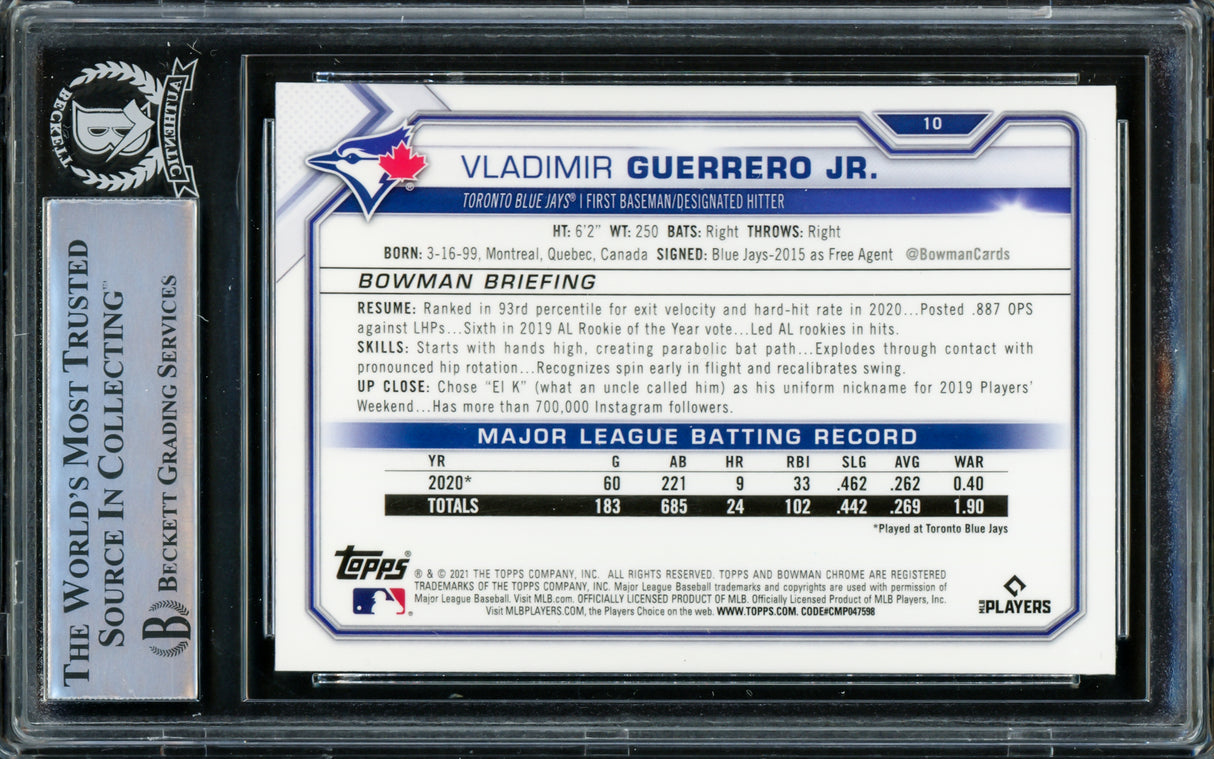 BECKETT
AUTHENTIC
B
THE WORLD'S MOST TRUSTED
SOURCE IN COLLECTING™
BECKETT GRADING SERVICES
10
VLADIMIR GUERRERO JR.
TORONTO BLUE JAYS® | FIRST BASEMAN/DESIGNATED HITTER
HT: 6'2" WT: 250 BATS: Right THROWS: Right
BORN: 3-16-99, Montreal, Quebec, Canada SIGNED: Blue Jays-2015 as Free Agent @BowmanCards
BOWMAN BRIEFING
RESUME: Ranked in 93rd percentile for exit velocity and hard-hit rate in 2020...Posted .887 OPS
against LHPs...Sixth in 2019 AL Rookie of the Year vote...Led AL rookies in hits.
SKILLS: Starts with hands high, creating parabolic bat path...Explodes through contact with
pronounced hip rotation...Recognizes spin early in flight and recalibrates swing.
UP CLOSE: Chose "El K" (what an uncle called him) as his uniform nickname for 2019 Players'
Weekend...Has more than 700,000 Instagram followers.
MAJOR LEAGUE BATTING RECORD
YR G AB HR RBI SLG AVG WAR
2020* 60 221 9 33 .462 .262 0.40
TOTALS 183 685 24 102 .442 .269 1.90
*Played at Toronto Blue Jays
topps®
® & © 2021 THE TOPPS COMPANY, INC. ALL RIGHTS RESERVED. TOPPS AND BOWMAN CHROME ARE REGISTERED
TRADEMARKS OF THE TOPPS COMPANY, INC. Major League Baseball trademarks and copyrights are used with permission of
Major League Baseball. Visit MLB.com. OFFICIALLY LICENSED PRODUCT OF MLB. Officially Licensed Product of MLB Players, Inc.
Visit MLBPLAYERS.COM, the Players Choice on the web. WWW.TOPPS.COM. CODE#CMP047598
MLB PLAYERS